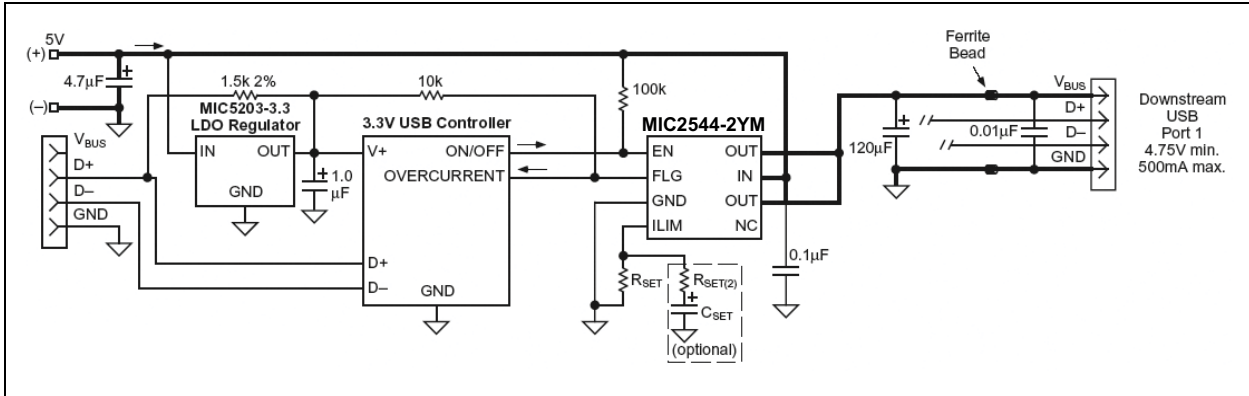 5V
(+)
4.7µF
(–)
1.5k 2%
10k
100k
Ferrite
Bead
MIC5203-3.3
LDO Regulator
IN OUT
GND
1.0
µF
3.3V USB Controller
V+ ON/OFF
OVERCURRENT
D+
D–
GND
VBUS
D+
D–
GND
MIC2544-2YM
EN OUT
FLG IN
GND OUT
ILIM NC
RSET
RSET(2)
CSET
(optional)
0.1µF
120µF
0.01µF
VBUS
D+
D–
GND
Downstream
USB
Port 1
4.75V min.
500mA max.